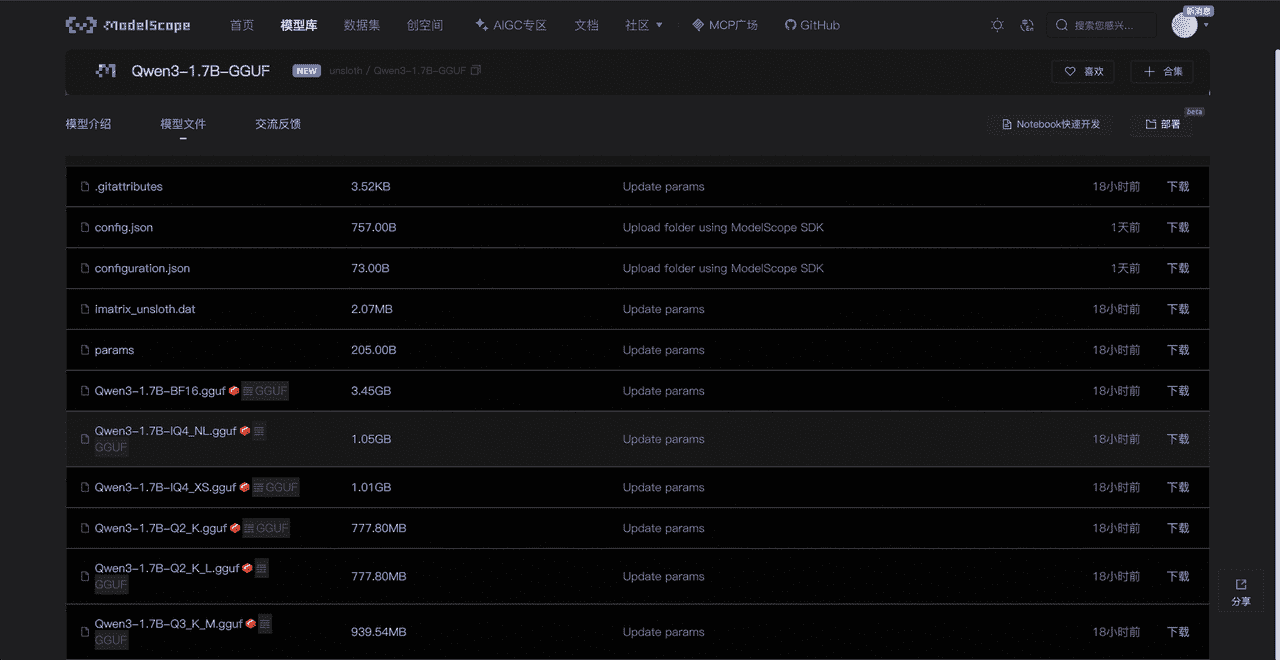 ModelScope 首页 模型库 数据集 创空间 AIGC专区 文档 社区 MCP广场 GitHub 搜索您感兴... 新消息
Qwen3-1.7B-GGUF NEW unsloth / Qwen3-1.7B-GGUF 喜欢 合集
模型介绍 模型文件 交流反馈 Notebook快速开发 部署 beta
.gitattributes 3.52KB Update params 18小时前 下载
config.json 757.00B Upload folder using ModelScope SDK 1天前 下载
configuration.json 73.00B Upload folder using ModelScope SDK 1天前 下载
imatrix_unsloth.dat 2.07MB Update params 18小时前 下载
params 205.00B Update params 18小时前 下载
Qwen3-1.7B-BF16.gguf GGUF 3.45GB Update params 18小时前 下载
Qwen3-1.7B-IQ4_NL.gguf
GGUF
1.05GB Update params 18小时前 下载
Qwen3-1.7B-IQ4_XS.gguf GGUF 1.01GB Update params 18小时前 下载
Qwen3-1.7B-Q2_K.gguf GGUF 777.80MB Update params 18小时前 下载
Qwen3-1.7B-Q2_K_L.gguf
GGUF
777.80MB Update params 18小时前 下载
Qwen3-1.7B-Q3_K_M.gguf
GGUF
939.54MB Update params 18小时前 下载
分享